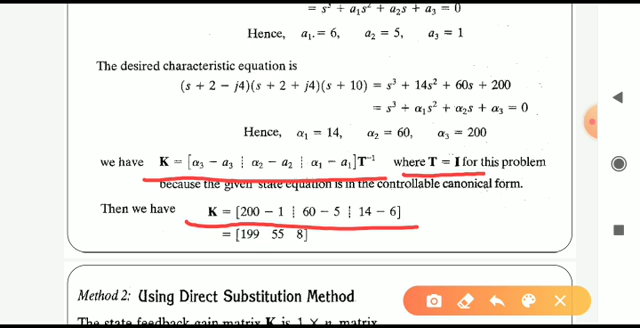 = s³ + a₁s² + a₂s + a₃ = 0
Hence, a₁.= 6, a₂ = 5, a₃ = 1
The desired characteristic equation is
(s + 2 − j4)(s + 2 + j4)(s + 10) = s³ + 14s² + 60s + 200
= s³ + α₁s² + α₂s + α₃ = 0
Hence, α₁ = 14, α₂ = 60, α₃ = 200
we have K = [α₃ − a₃ ⋮ α₂ − a₂ ⋮ α₁ − a₁]T⁻¹ where T = I for this problem
because the given state equation is in the controllable canonical form.
Then we have K = [200 − 1 ⋮ 60 − 5 ⋮ 14 − 6]
= [199 55 8]
Method 2: Using Direct Substitution Method
The state feedback gain matrix K is 1 × n matrix